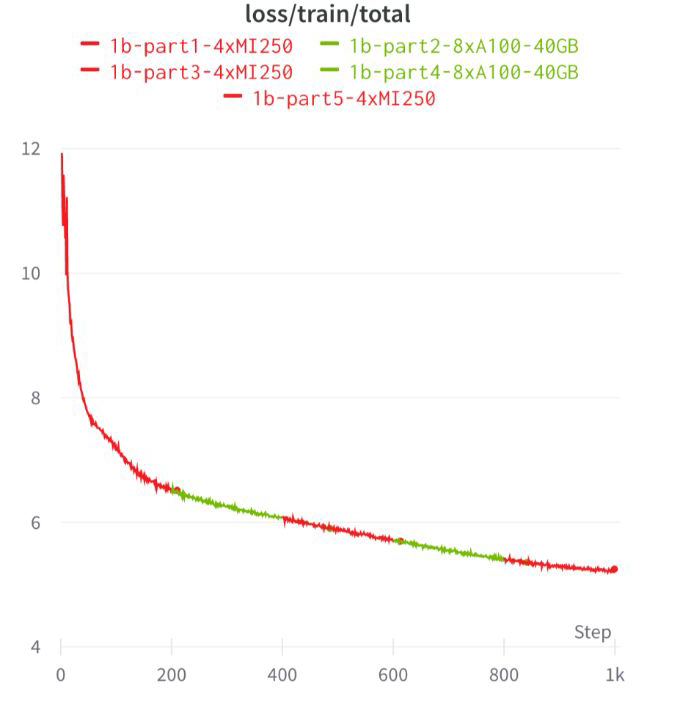 loss/train/total
1b-part1-4xMI250 1b-part2-8xA100-40GB
1b-part3-4xMI250 1b-part4-8xA100-40GB
1b-part5-4xMI250
12
10
8
6
4
Step
0 200 400 600 800 1k